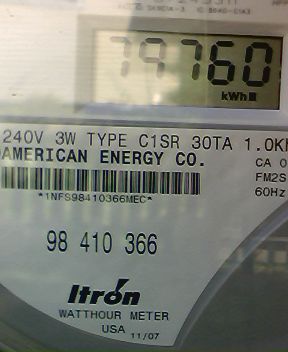 79760
kWh
240V 3W TYPE C1SR 30TA 1.0K
AMERICAN ENERGY CO.
CA 0
FM2S
60Hz
*1NFS98410366MEC*
98 410 366
Itron
WATTHOUR METER
USA 11/07